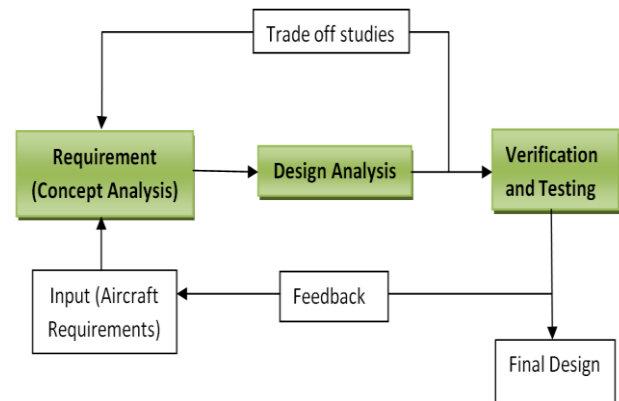 Trade off studies
Requirement
(Concept Analysis)
Design Analysis
Verification
and Testing
Input (Aircraft
Requirements)
Feedback
Final Design